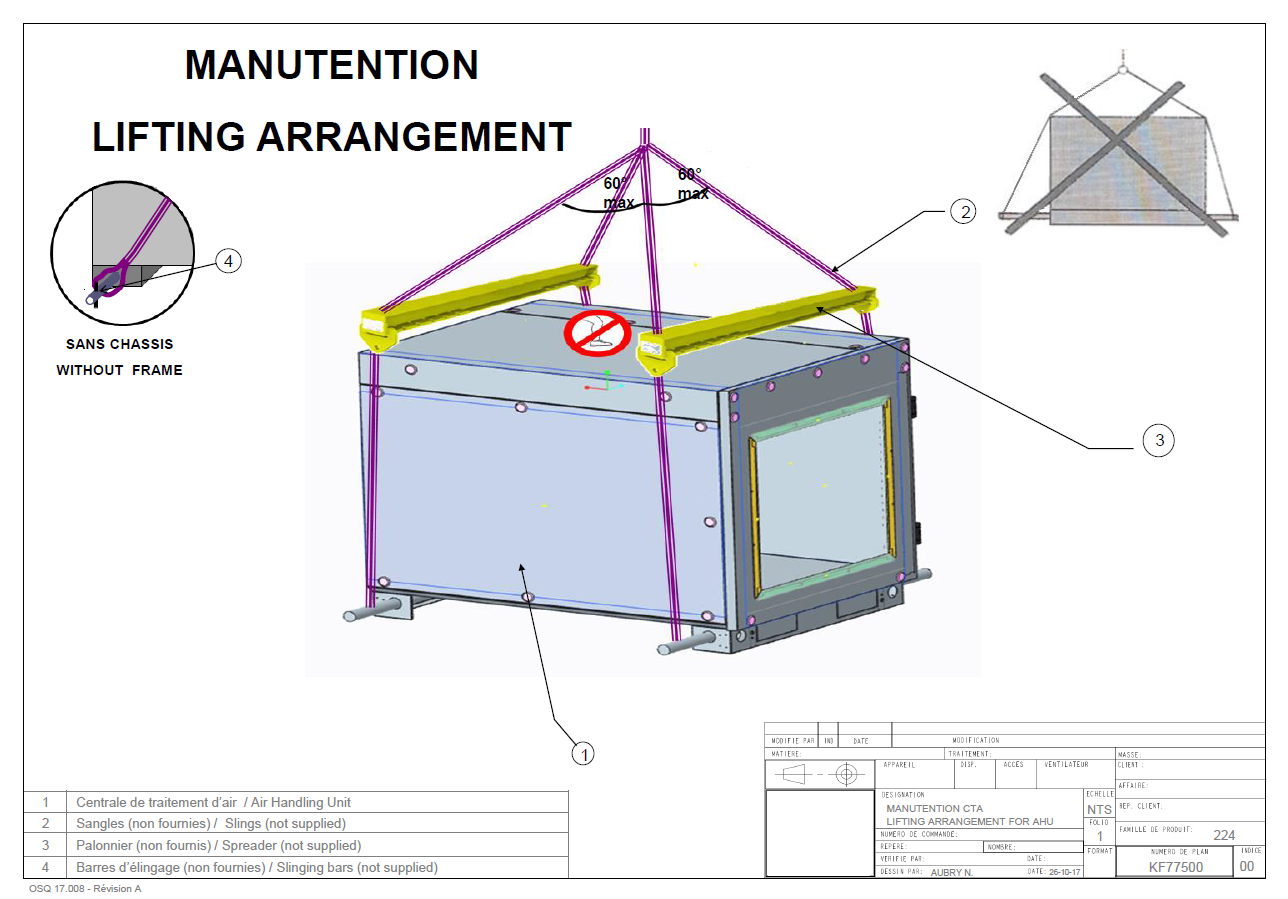 MANUTENTION
LIFTING ARRANGEMENT
60°
max
60°
max
2
4
SANS CHASSIS
WITHOUT FRAME
3
1
1 Centrale de traitement d'air / Air Handling Unit
2 Sangles (non fournies) / Slings (not supplied)
3 Palonnier (non fournis) / Spreader (not supplied)
4 Barres d'élingage (non fournies) / Slinging bars (not supplied)
OSQ 17.008 - Révision A
MODIFIE PAR IND DATE MODIFICATION
MATIERE: TRAITEMENT: MASSE:
APPAREIL DISP. ACCÈS VENTILATEUR CLIENT :
AFFAIRE:
DESIGNATION ECHELLE
MANUTENTION CTA NTS REP. CLIENT:
LIFTING ARRANGEMENT FOR AHU FOLIO
NUMERO DE COMMANDE: 1 FAMILLE DE PRODUIT: 224
REPERE: NOMBRE:
VERIFIE PAR: DATE: FORMAT NUMERO DE PLAN INDICE
DESSIN PAR: AUBRY N. DATE: 26-10-17 KF77500 00